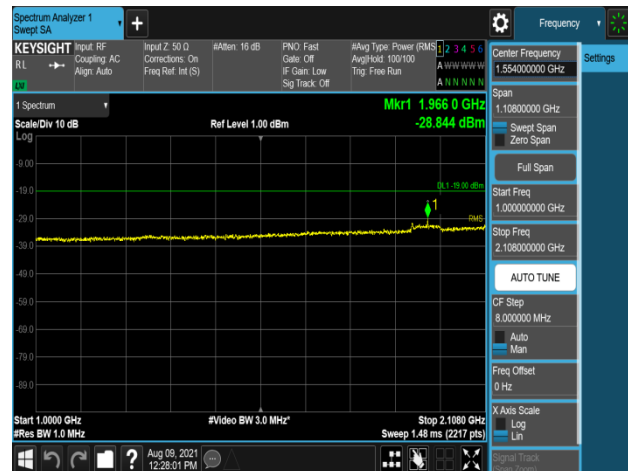 Spectrum Analyzer 1
Swept SA
Frequency
KEYSIGHT
RL
Input: RF
Coupling: AC
Align: Auto
Input Z: 50 Ω
Corrections: On
Freq Ref: Int (S)
#Atten: 16 dB
PNO: Fast
Gate: Off
IF Gain: Low
Sig Track: Off
#Avg Type: Power (RMS
Avg|Hold: 100/100
Trig: Free Run
1 2 3 4 5 6
A WW WW W
A N N N N N
1 Spectrum
Scale/Div 10 dB
Log
Ref Level 1.00 dBm
Mkr1 1.966 0 GHz
-28.844 dBm
-9.00
-19.0
-29.0
-39.0
-49.0
-59.0
-69.0
-79.0
-89.0
DL1 -19.00 dBm
1
RMS
Start 1.0000 GHz
#Res BW 1.0 MHz
#Video BW 3.0 MHz*
Stop 2.1080 GHz
Sweep 1.48 ms (2217 pts)
Center Frequency
1.554000000 GHz
Settings
Span
1.10800000 GHz
Swept Span
Zero Span
Full Span
Start Freq
1.000000000 GHz
Stop Freq
2.108000000 GHz
AUTO TUNE
CF Step
8.000000 MHz
Auto
Man
Freq Offset
0 Hz
X Axis Scale
Log
Lin
Signal Track
(Span Zoom)
?
Aug 09, 2021
12:28:01 PM